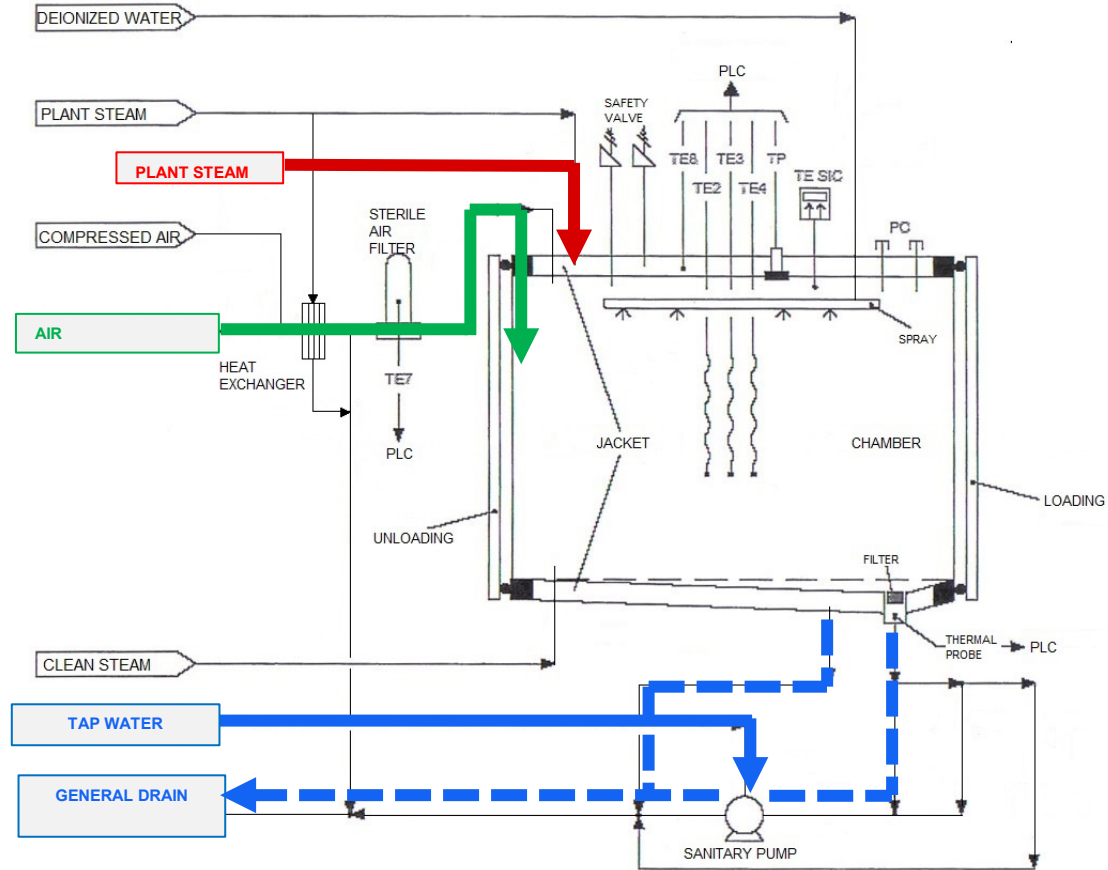 DEIONIZED WATER
PLC
PLANT STEAM
SAFETY
VALVE
TE8
TE3
TP
PLANT STEAM
TE2
TE4
TE SIC
STERILE
AIR
FILTER
COMPRESSED AIR
PC
AIR
SPRAY
HEAT
EXCHANGER
TE7
JACKET
CHAMBER
PLC
LOADING
UNLOADING
FILTER
THERMAL
PROBE
PLC
CLEAN STEAM
TAP WATER
GENERAL DRAIN
SANITARY PUMP